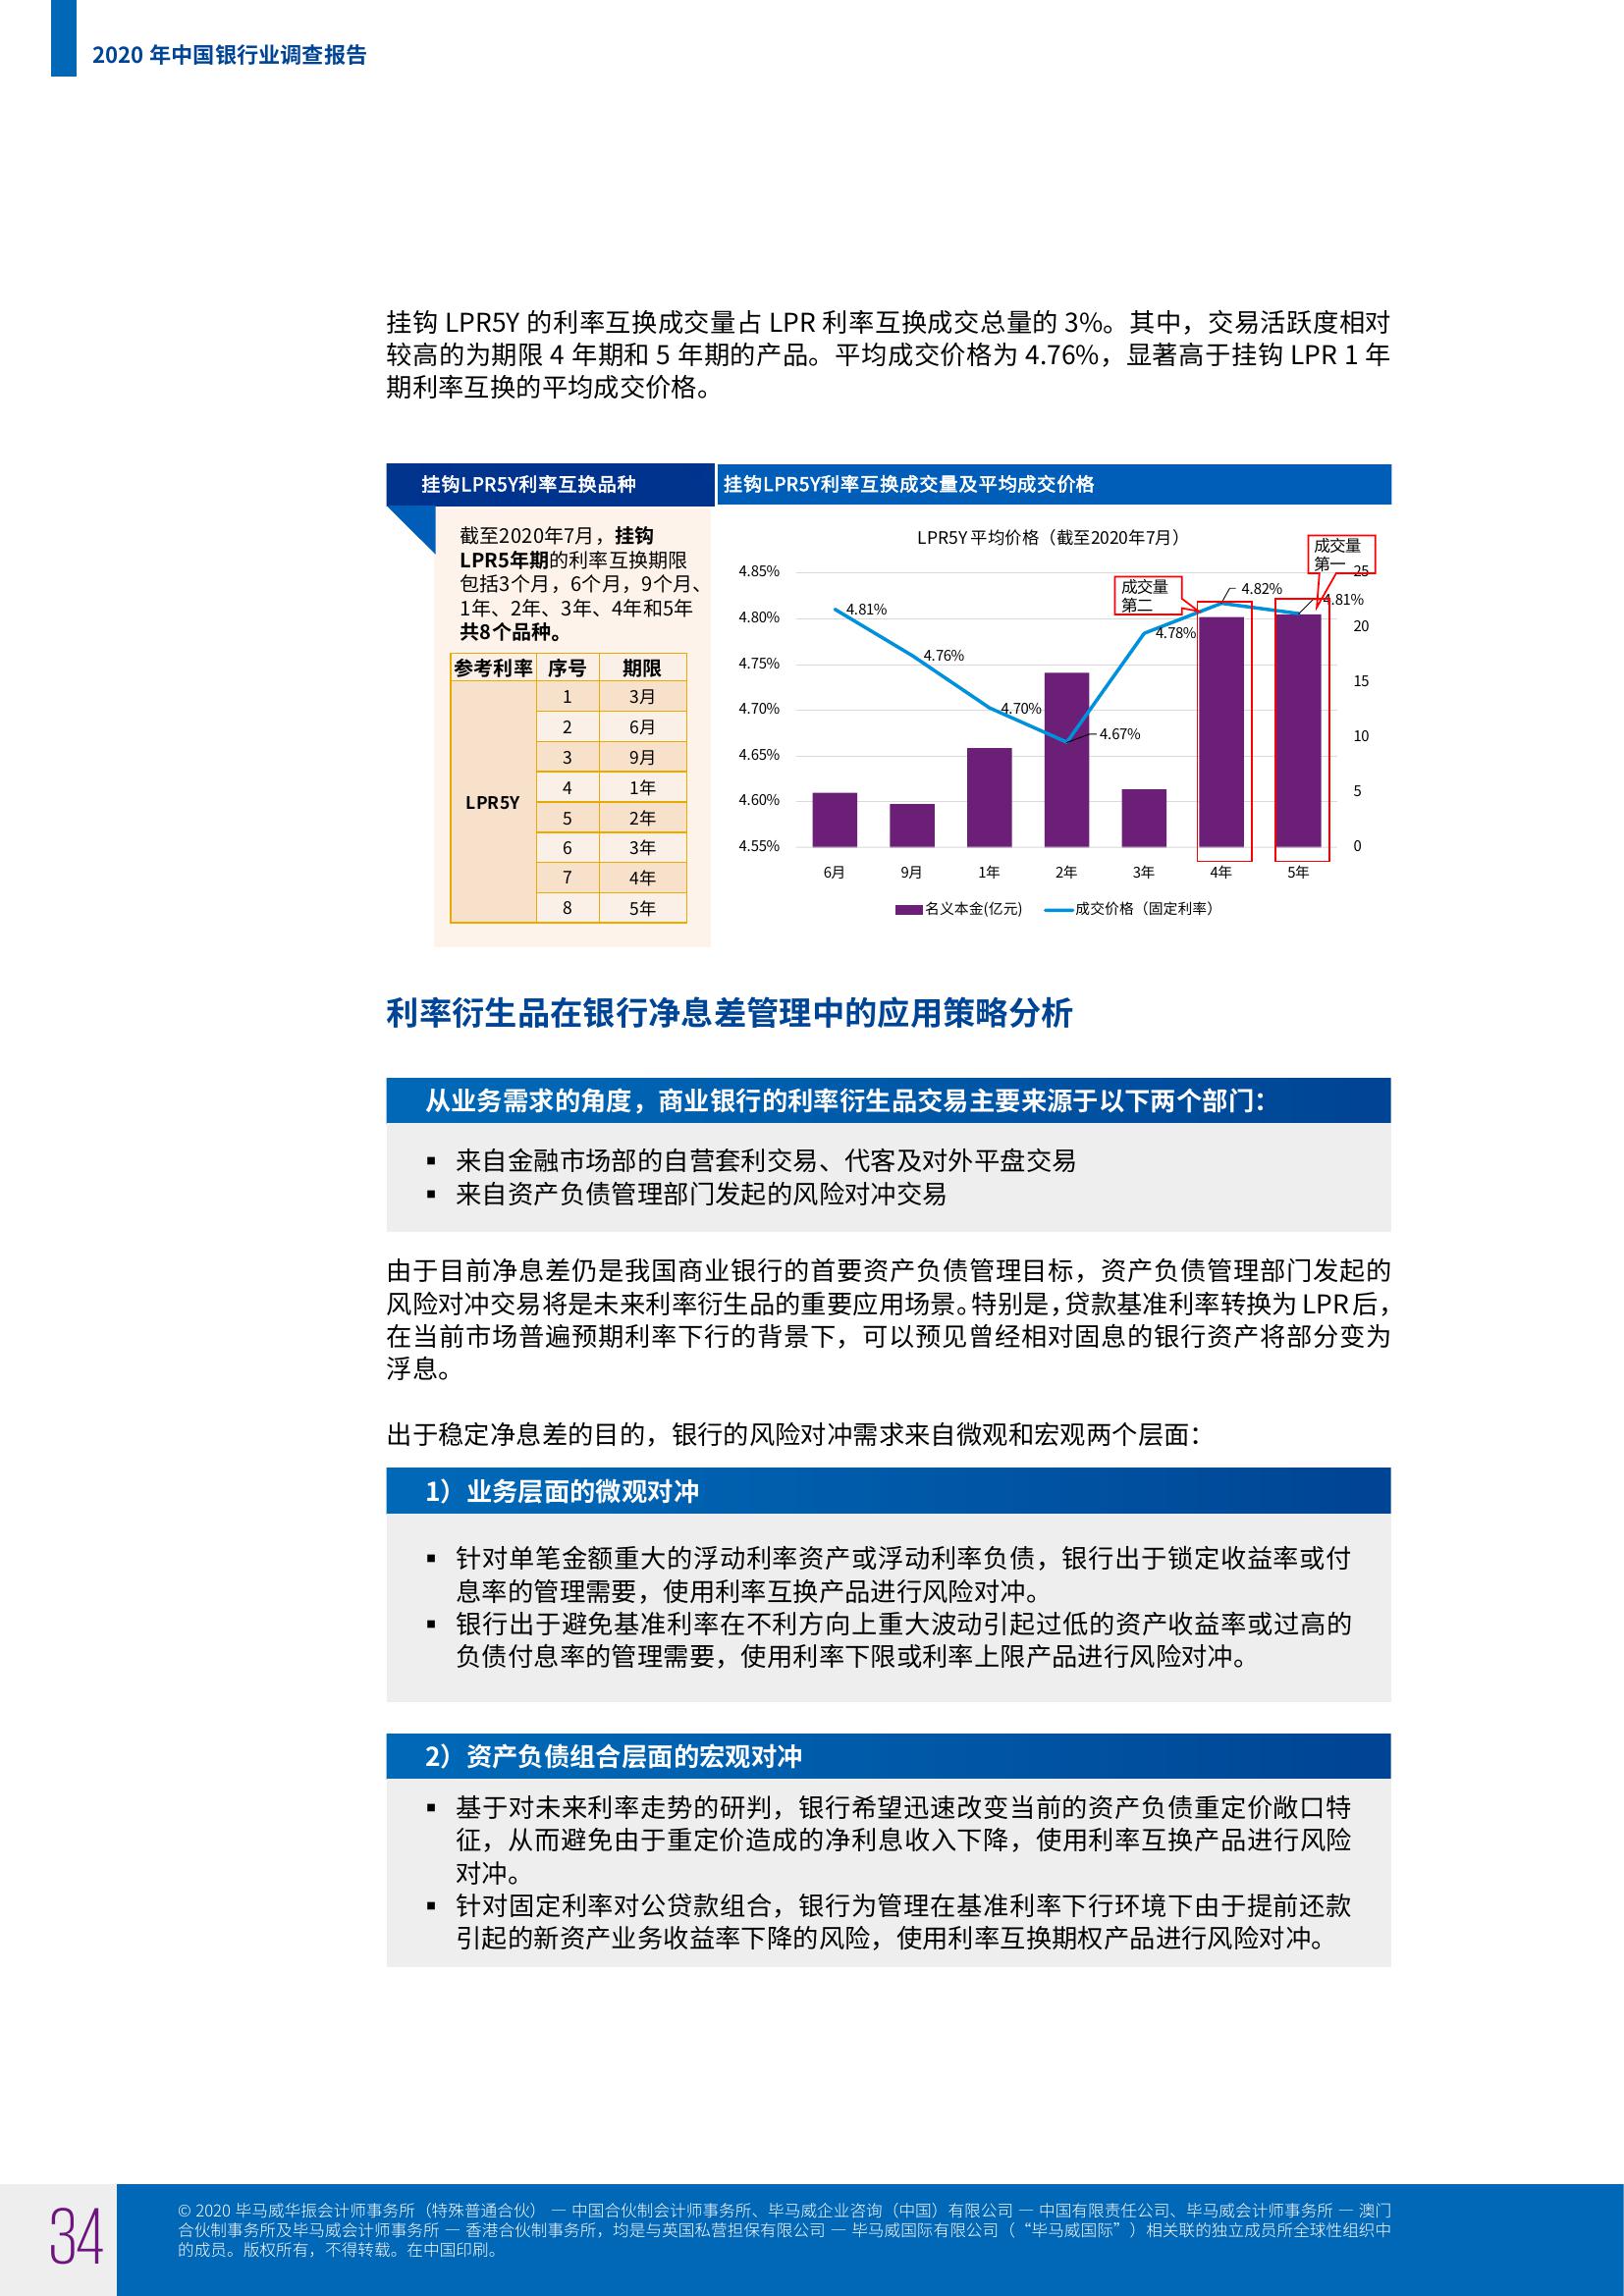 2020 年中国银行业调查报告
挂钩 LPR5Y 的利率互换成交量占 LPR 利率互换成交总量的 3%。其中，交易活跃度相对
较高的为期限 4 年期和 5 年期的产品。平均成交价格为 4.76%，显著高于挂钩 LPR 1 年
期利率互换的平均成交价格。
挂钩LPR5Y利率互换品种
截至2020年7月，挂钩
LPR5年期的利率互换期限
包括3个月，6个月，9个月、
1年、2年、3年、4年和5年
共8个品种。
参考利率 序号 期限
LPR5Y
1 3月
2 6月
3 9月
4 1年
5 2年
6 3年
7 4年
8 5年
挂钩LPR5Y利率互换成交量及平均成交价格
LPR5Y 平均价格（截至2020年7月）
4.85%
4.80%
4.75%
4.70%
4.65%
4.60%
4.55%
4.81%
4.76%
4.70%
4.67%
4.78%
4.82%
4.81%
成交量
第二
成交量
第一
25
20
15
10
5
0
6月 9月 1年 2年 3年 4年 5年
名义本金(亿元) 成交价格（固定利率）
利率衍生品在银行净息差管理中的应用策略分析
从业务需求的角度，商业银行的利率衍生品交易主要来源于以下两个部门：
▪ 来自金融市场部的自营套利交易、代客及对外平盘交易
▪ 来自资产负债管理部门发起的风险对冲交易
由于目前净息差仍是我国商业银行的首要资产负债管理目标，资产负债管理部门发起的
风险对冲交易将是未来利率衍生品的重要应用场景。特别是，贷款基准利率转换为 LPR 后，
在当前市场普遍预期利率下行的背景下，可以预见曾经相对固息的银行资产将部分变为
浮息。
出于稳定净息差的目的，银行的风险对冲需求来自微观和宏观两个层面：
1）业务层面的微观对冲
▪ 针对单笔金额重大的浮动利率资产或浮动利率负债，银行出于锁定收益率或付
息率的管理需要，使用利率互换产品进行风险对冲。
▪ 银行出于避免基准利率在不利方向上重大波动引起过低的资产收益率或过高的
负债付息率的管理需要，使用利率下限或利率上限产品进行风险对冲。
2）资产负债组合层面的宏观对冲
▪ 基于对未来利率走势的研判，银行希望迅速改变当前的资产负债重定价敞口特
征，从而避免由于重定价造成的净利息收入下降，使用利率互换产品进行风险
对冲。
▪ 针对固定利率对公贷款组合，银行为管理在基准利率下行环境下由于提前还款
引起的新资产业务收益率下降的风险，使用利率互换期权产品进行风险对冲。
34
© 2020 毕马威华振会计师事务所（特殊普通合伙） — 中国合伙制会计师事务所、毕马威企业咨询（中国）有限公司 — 中国有限责任公司、毕马威会计师事务所 — 澳门
合伙制事务所及毕马威会计师事务所 — 香港合伙制事务所，均是与英国私营担保有限公司 — 毕马威国际有限公司（ “毕马威国际” ）相关联的独立成员所全球性组织中
的成员。版权所有，不得转载。在中国印刷。